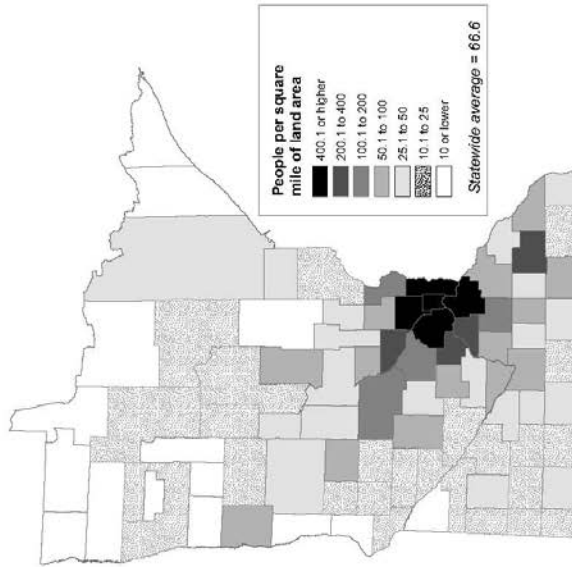 People per square
mile of land area
400.1 or higher
200.1 to 400
100.1 to 200
50.1 to 100
25.1 to 50
10.1 to 25
10 or lower
Statewide average = 66.6